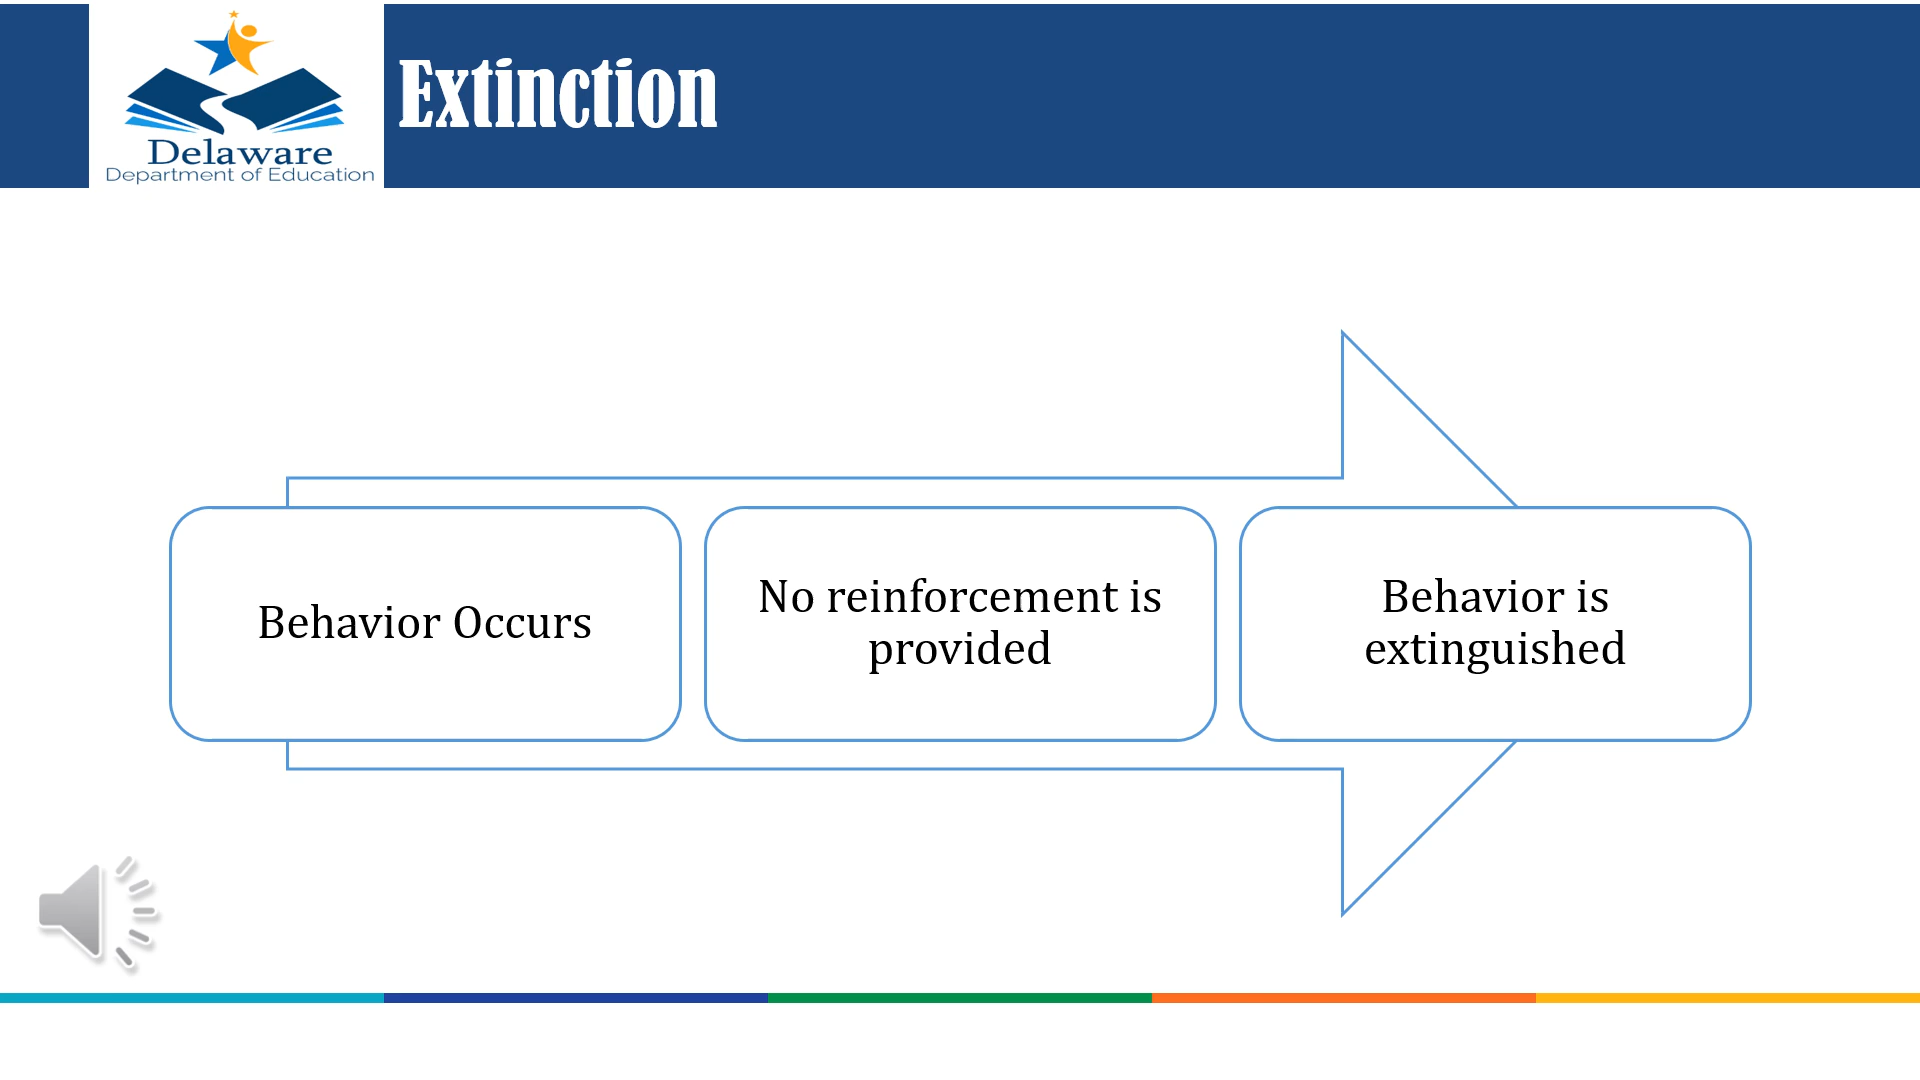 Delaware
Department of Education
Extinction
Behavior Occurs
No reinforcement is
provided
Behavior is
extinguished